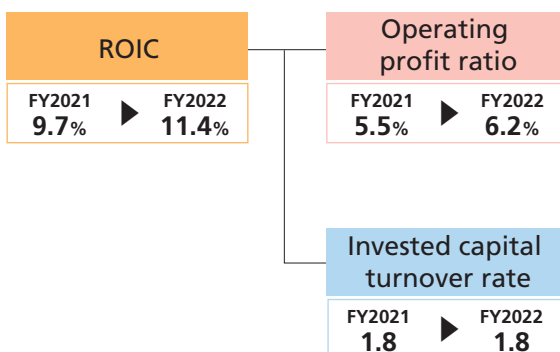 ROIC
FY2021 ▶ FY2022
9.7% 11.4%
Operating
profit ratio
FY2021 ▶ FY2022
5.5% 6.2%
Invested capital
turnover rate
FY2021 ▶ FY2022
1.8 1.8